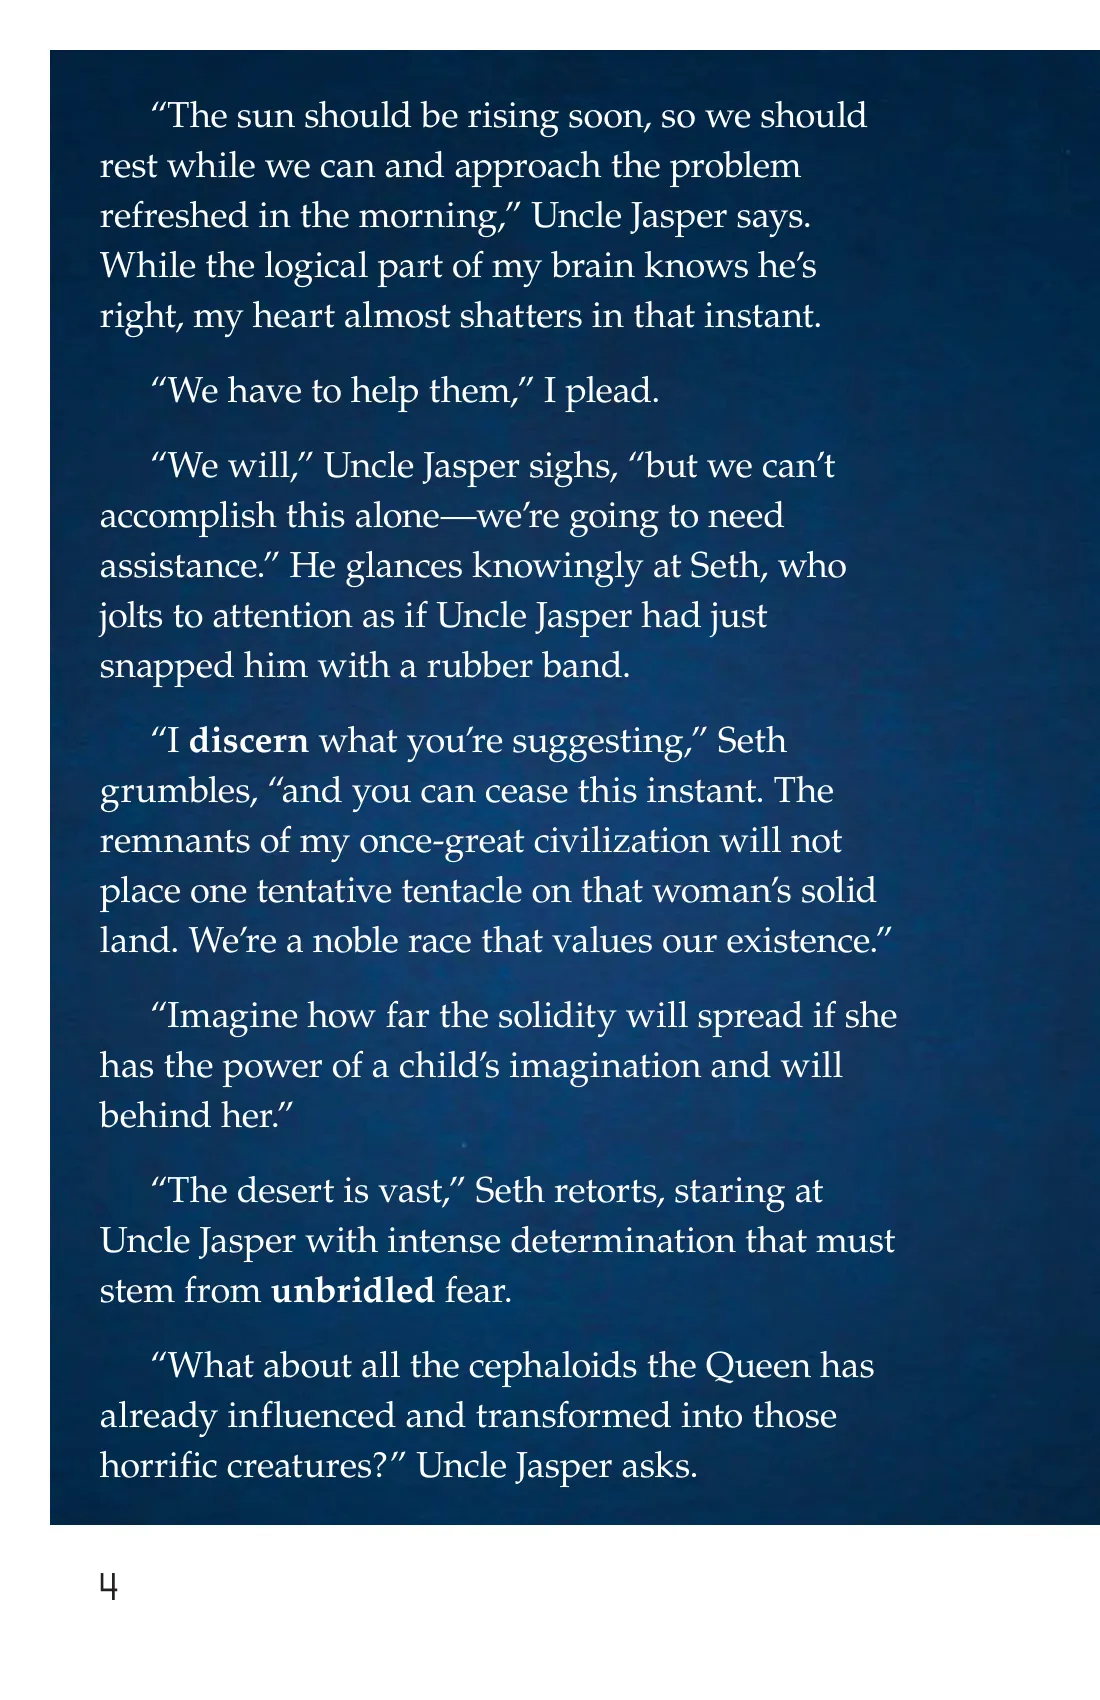 “The sun should be rising soon, so we should
rest while we can and approach the problem
refreshed in the morning,” Uncle Jasper says.
While the logical part of my brain knows he’s
right, my heart almost shatters in that instant.
“We have to help them,” I plead.
“We will,” Uncle Jasper sighs, “but we can’t
accomplish this alone—we’re going to need
assistance.” He glances knowingly at Seth, who
jolts to attention as if Uncle Jasper had just
snapped him with a rubber band.
“I discern what you’re suggesting,” Seth
grumbles, “and you can cease this instant. The
remnants of my once-great civilization will not
place one tentative tentacle on that woman’s solid
land. We’re a noble race that values our existence.”
“Imagine how far the solidity will spread if she
has the power of a child’s imagination and will
behind her.”
“The desert is vast,” Seth retorts, staring at
Uncle Jasper with intense determination that must
stem from unbridled fear.
“What about all the cephaloids the Queen has
already influenced and transformed into those
horrific creatures?” Uncle Jasper asks.
4